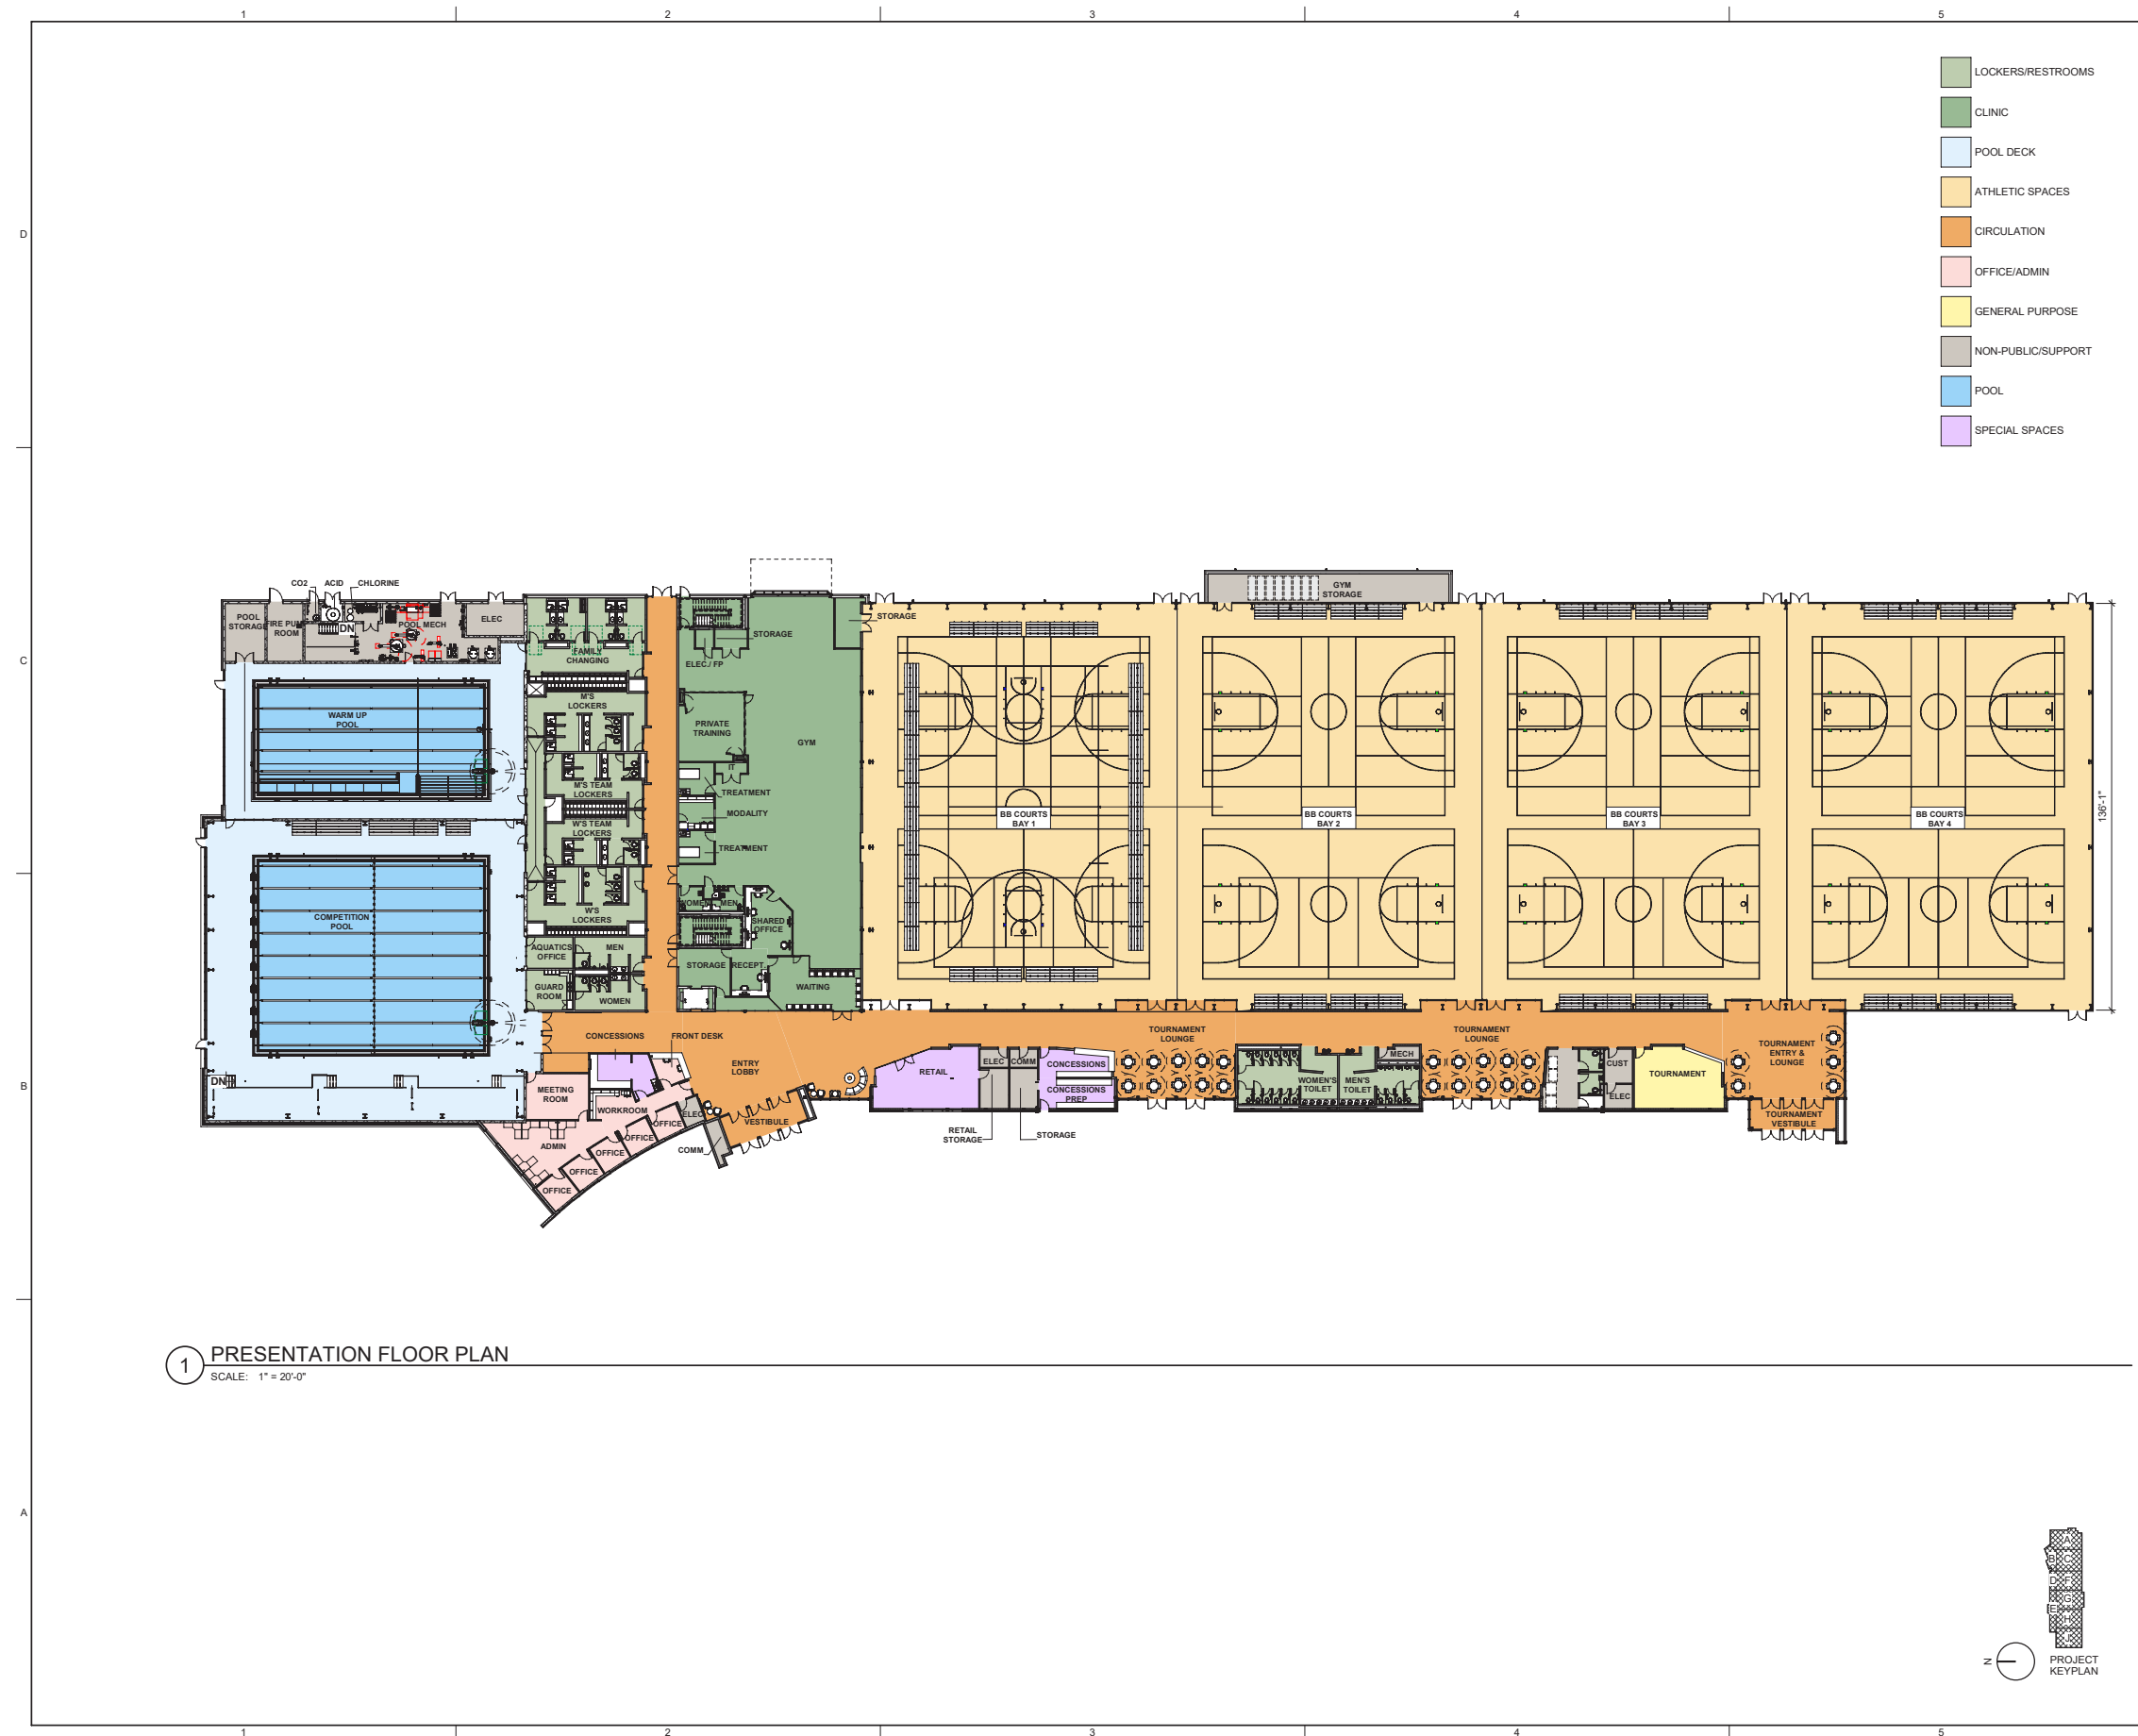 1 2 3 4 5
D
C
B
A
LOCKERS/RESTROOMS
CLINIC
POOL DECK
ATHLETIC SPACES
CIRCULATION
OFFICE/ADMIN
GENERAL PURPOSE
NON-PUBLIC/SUPPORT
POOL
SPECIAL SPACES
CO2 ACID CHLORINE
POOL
STORAGE
FIRE PUMP
ROOM
DN
POOL MECH
ELEC
FAMILY
CHANGING
STORAGE
ELEC./ FP
STORAGE
GYM
STORAGE
WARM UP
POOL
M'S
LOCKERS
PRIVATE
TRAINING
GYM
IT
M'S TEAM
LOCKERS
TREATMENT
MODALITY
W'S TEAM
LOCKERS
TREATMENT
BB COURTS
BAY 1
BB COURTS
BAY 2
BB COURTS
BAY 3
BB COURTS
BAY 4
136'-1"
COMPETITION
POOL
W'S
LOCKERS
WOMEN MEN
SHARED
OFFICE
AQUATICS
OFFICE
MEN
STORAGE
RECEPT.
GUARD
ROOM
WOMEN
WAITING
CONCESSIONS
FRONT DESK
ENTRY
LOBBY
DN
MEETING
ROOM
WORKROOM
ELEC
OFFICE
OFFICE
OFFICE
OFFICE
OFFICE
ADMIN
VESTIBULE
COMM
RETAIL
ELEC
COMM
CONCESSIONS
CONCESSIONS
PREP
RETAIL
STORAGE
STORAGE
TOURNAMENT
LOUNGE
WOMEN'S
TOILET
MEN'S
TOILET
MECH
TOURNAMENT
LOUNGE
CUST
ELEC
TOURNAMENT
TOURNAMENT
ENTRY &
LOUNGE
TOURNAMENT
VESTIBULE
1 PRESENTATION FLOOR PLAN
SCALE: 1" = 20'-0"
A
B C
D F
G
E
H
J
N
PROJECT
KEYPLAN
1 2 3 4 5